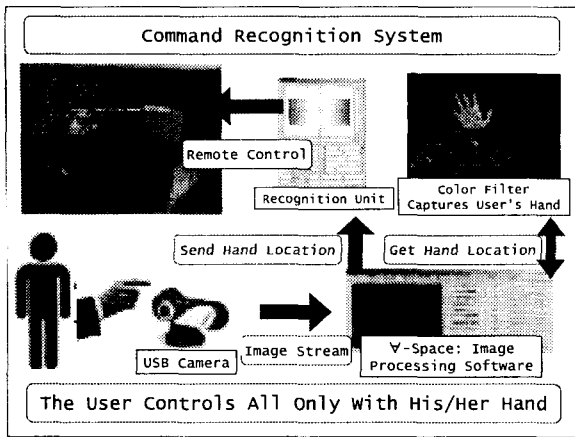 Command Recognition System
Remote Control
Recognition Unit
Color Filter
Captures User's Hand
Send Hand Location
Get Hand Location
USB Camera
Image Stream
∀-Space: Image
Processing Software
The User Controls All Only With His/Her Hand